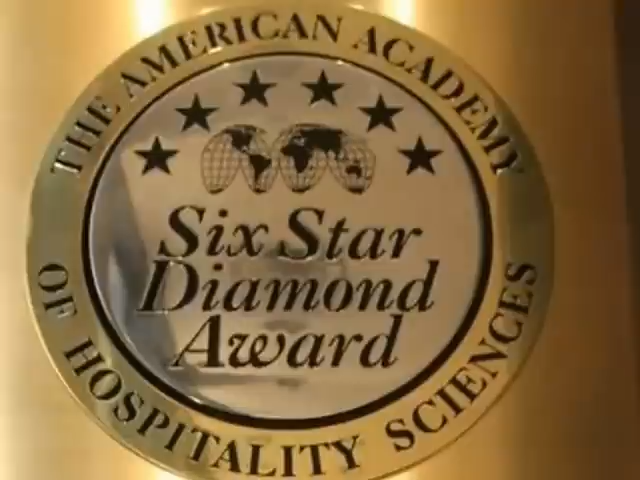 THE AMERICAN ACADEMY
OF HOSPITALITY SCIENCES
Six Star
Diamond
Award